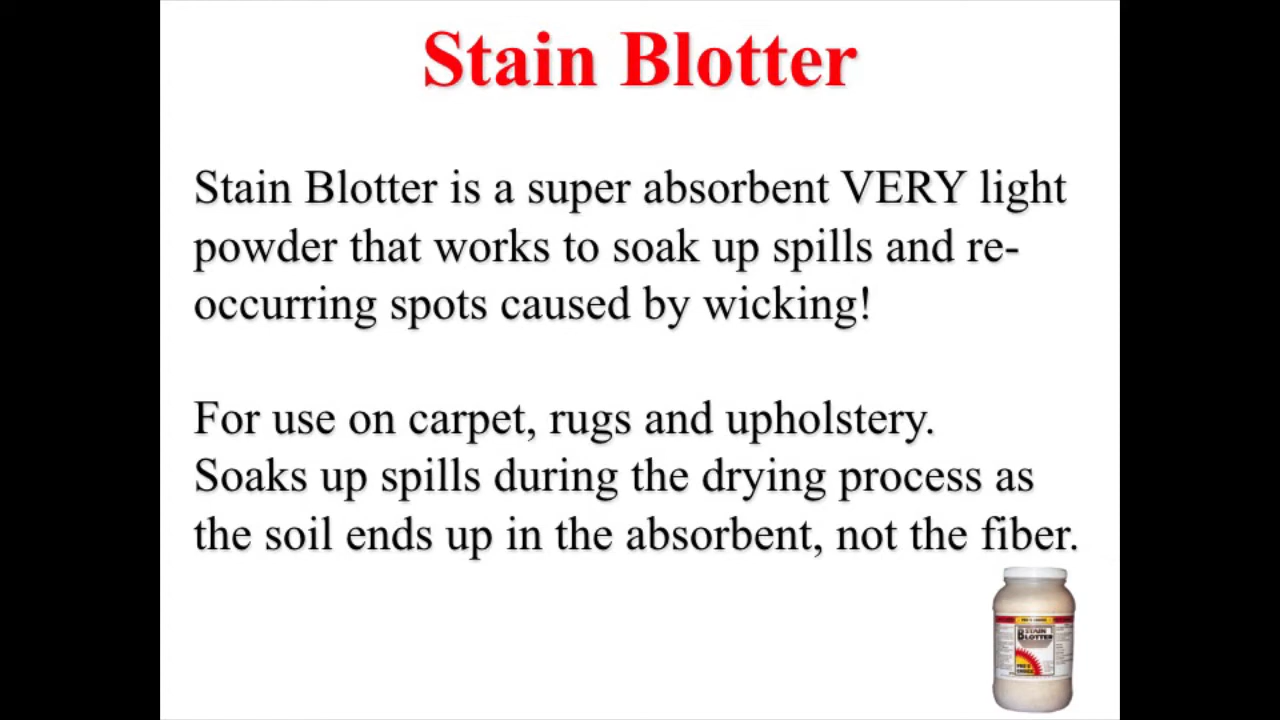 Stain Blotter
Stain Blotter is a super absorbent VERY light
powder that works to soak up spills and re-
occurring spots caused by wicking!
For use on carpet, rugs and upholstery.
Soaks up spills during the drying process as
the soil ends up in the absorbent, not the fiber.
STAIN
BLOTTER
PRO'S
CHOICE